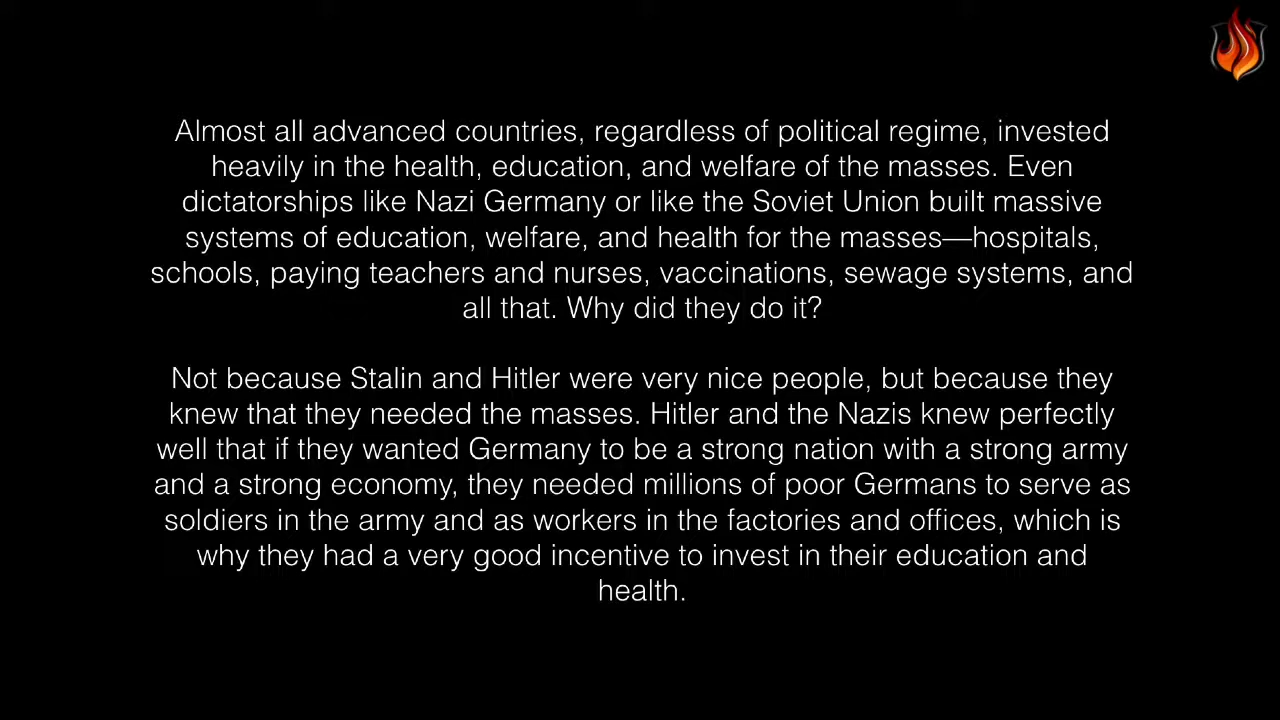 Almost all advanced countries, regardless of political regime, invested
heavily in the health, education, and welfare of the masses. Even
dictatorships like Nazi Germany or like the Soviet Union built massive
systems of education, welfare, and health for the masses—hospitals,
schools, paying teachers and nurses, vaccinations, sewage systems, and
all that. Why did they do it?
Not because Stalin and Hitler were very nice people, but because they
knew that they needed the masses. Hitler and the Nazis knew perfectly
well that if they wanted Germany to be a strong nation with a strong army
and a strong economy, they needed millions of poor Germans to serve as
soldiers in the army and as workers in the factories and offices, which is
why they had a very good incentive to invest in their education and
health.